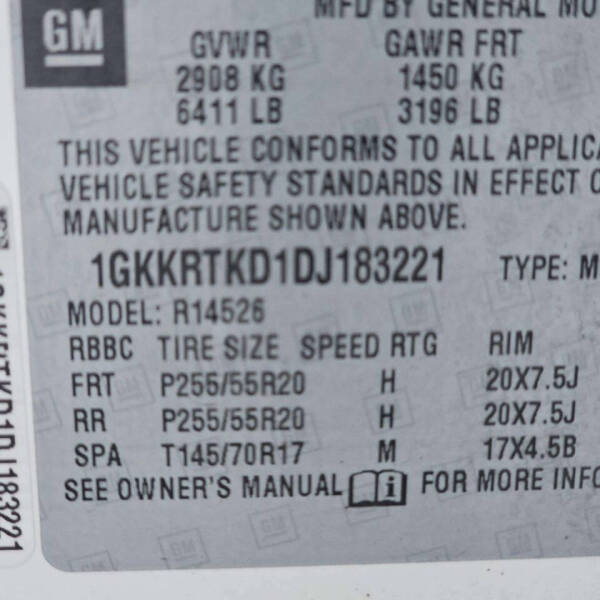 GM
MFD BY GENERAL MO
GVWR GAWR FRT
2908 KG 1450 KG
6411 LB 3196 LB
THIS VEHICLE CONFORMS TO ALL APPLICA
VEHICLE SAFETY STANDARDS IN EFFECT O
MANUFACTURE SHOWN ABOVE.
1GKKRTKD1DJ183221 TYPE: M
MODEL: R14526
RBBC TIRE SIZE SPEED RTG RIM
FRT P255/55R20 H 20X7.5J
RR P255/55R20 H 20X7.5J
SPA T145/70R17 M 17X4.5B
SEE OWNER'S MANUAL i FOR MORE INFO
1GKKRTKD1DJ183221